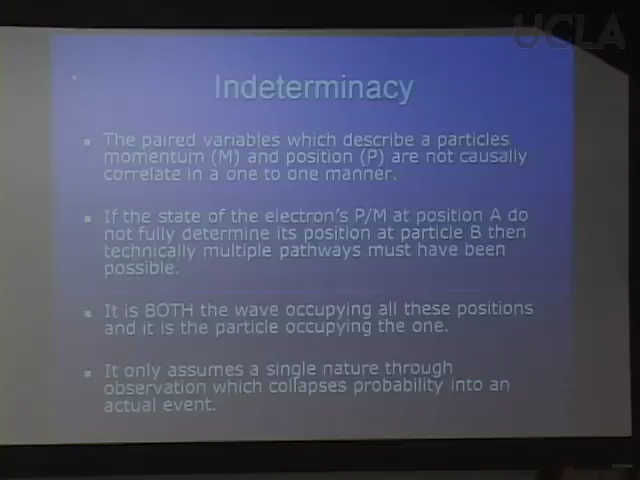 UCLA
Indeterminacy
The paired variables which describe a particles
momentum (M) and position (P) are not causally
correlate in a one to one manner.
If the state of the electron's P/M at position A do
not fully determine its position at particle B then
technically multiple pathways must have been
possible.
It is BOTH the wave occupying all these positions
and it is the particle occupying the one.
It only assumes a single nature through
observation which collapses probability into an
actual event.